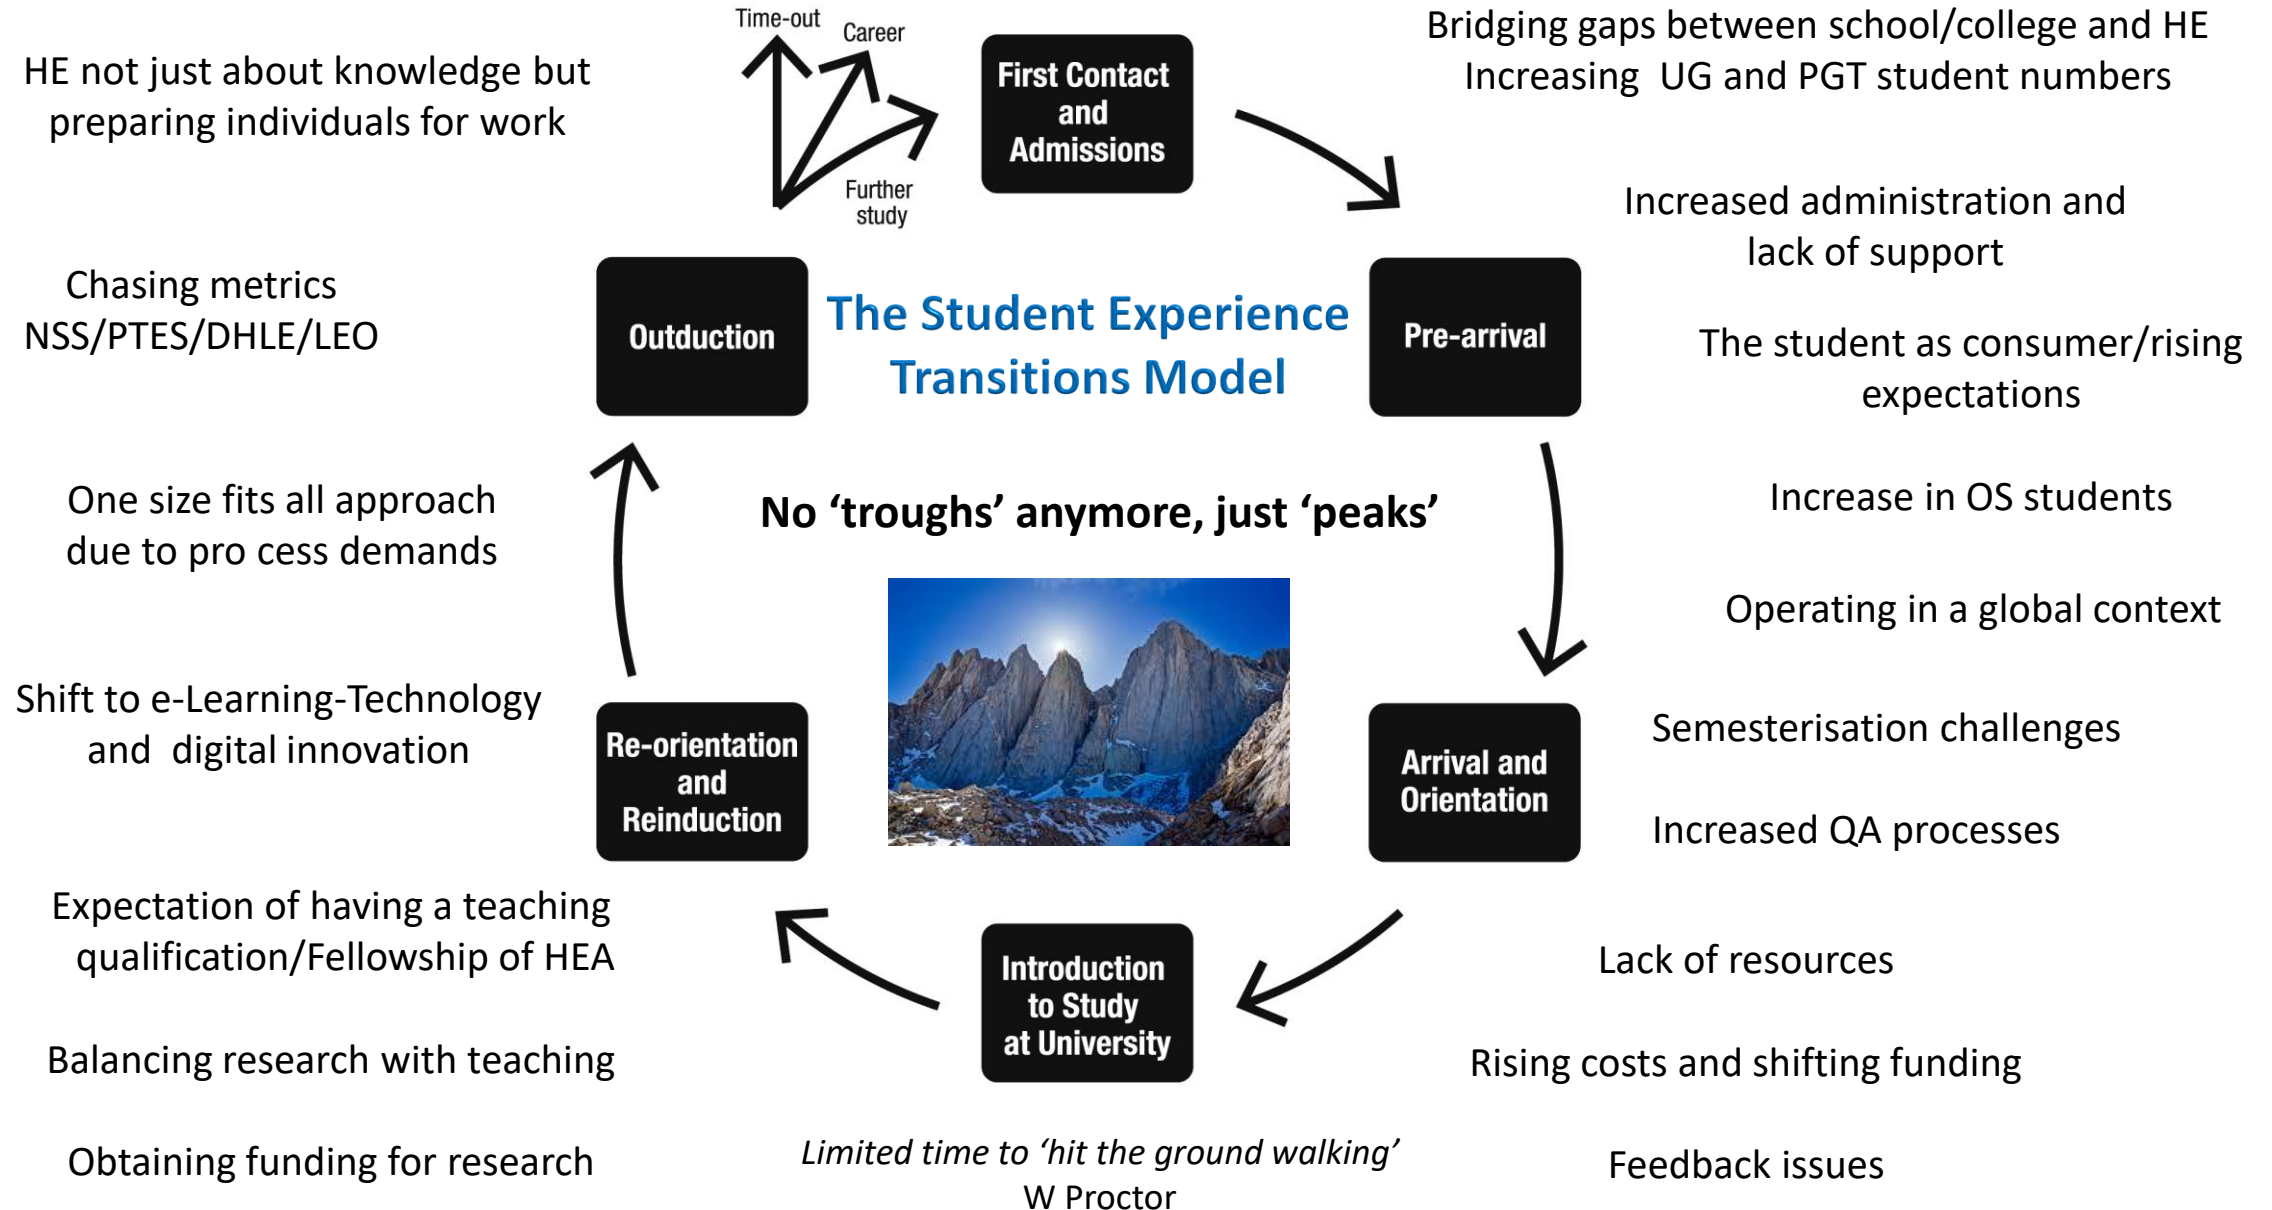 Time-out
Career
Further
study
First Contact
and
Admissions
Bridging gaps between school/college and HE
Increasing  UG and PGT student numbers
HE not just about knowledge but
preparing individuals for work
Increased administration and
lack of support
Chasing metrics
NSS/PTES/DHLE/LEO
Outduction
The Student Experience
Transitions Model
Pre-arrival
The student as consumer/rising
expectations
One size fits all approach
due to pro cess demands
No ‘troughs’ anymore, just ‘peaks’
Increase in OS students
Operating in a global context
Shift to e-Learning-Technology
and  digital innovation
Re-orientation
and
Reinduction
Arrival and
Orientation
Semesterisation challenges
Increased QA processes
Expectation of having a teaching
qualification/Fellowship of HEA
Introduction
to Study
at University
Lack of resources
Balancing research with teaching
Rising costs and shifting funding
Obtaining funding for research
Limited time to ‘hit the ground walking’
W Proctor
Feedback issues